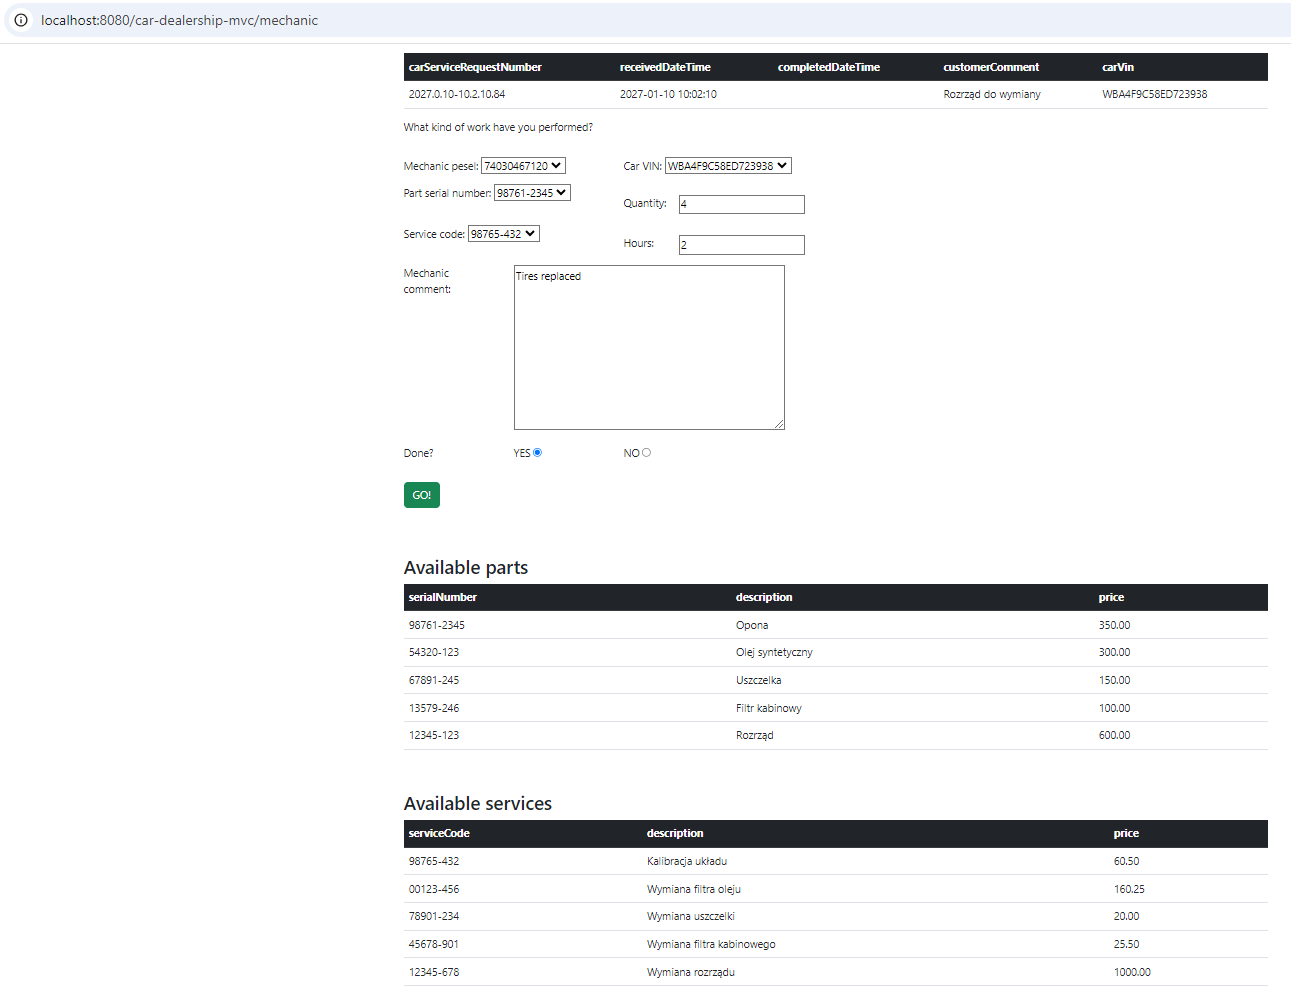 localhost:8080/car-dealership-mvc/mechanic
carServiceRequestNumber receivedDateTime completedDateTime customerComment carVin
2027.0.10-10.2.10.84 2027-01-10 10:02:10 Rozrząd do wymiany WBA4F9C58ED723938
What kind of work have you performed?
Mechanic pesel: 74030467120 Car VIN: WBA4F9C58ED723938
Part serial number: 98761-2345
Quantity: 4
Service code: 98765-432
Hours: 2
Mechanic comment: Tires replaced
Done? YES NO
GO!
Available parts
serialNumber description price
98761-2345 Opona 350.00
54320-123 Olej syntetyczny 300.00
67891-245 Uszczelka 150.00
13579-246 Filtr kabinowy 100.00
12345-123 Rozrząd 600.00
Available services
serviceCode description price
98765-432 Kalibracja układu 60.50
00123-456 Wymiana filtra oleju 160.25
78901-234 Wymiana uszczelki 20.00
45678-901 Wymiana filtra kabinowego 25.50
12345-678 Wymiana rozrządu 1000.00